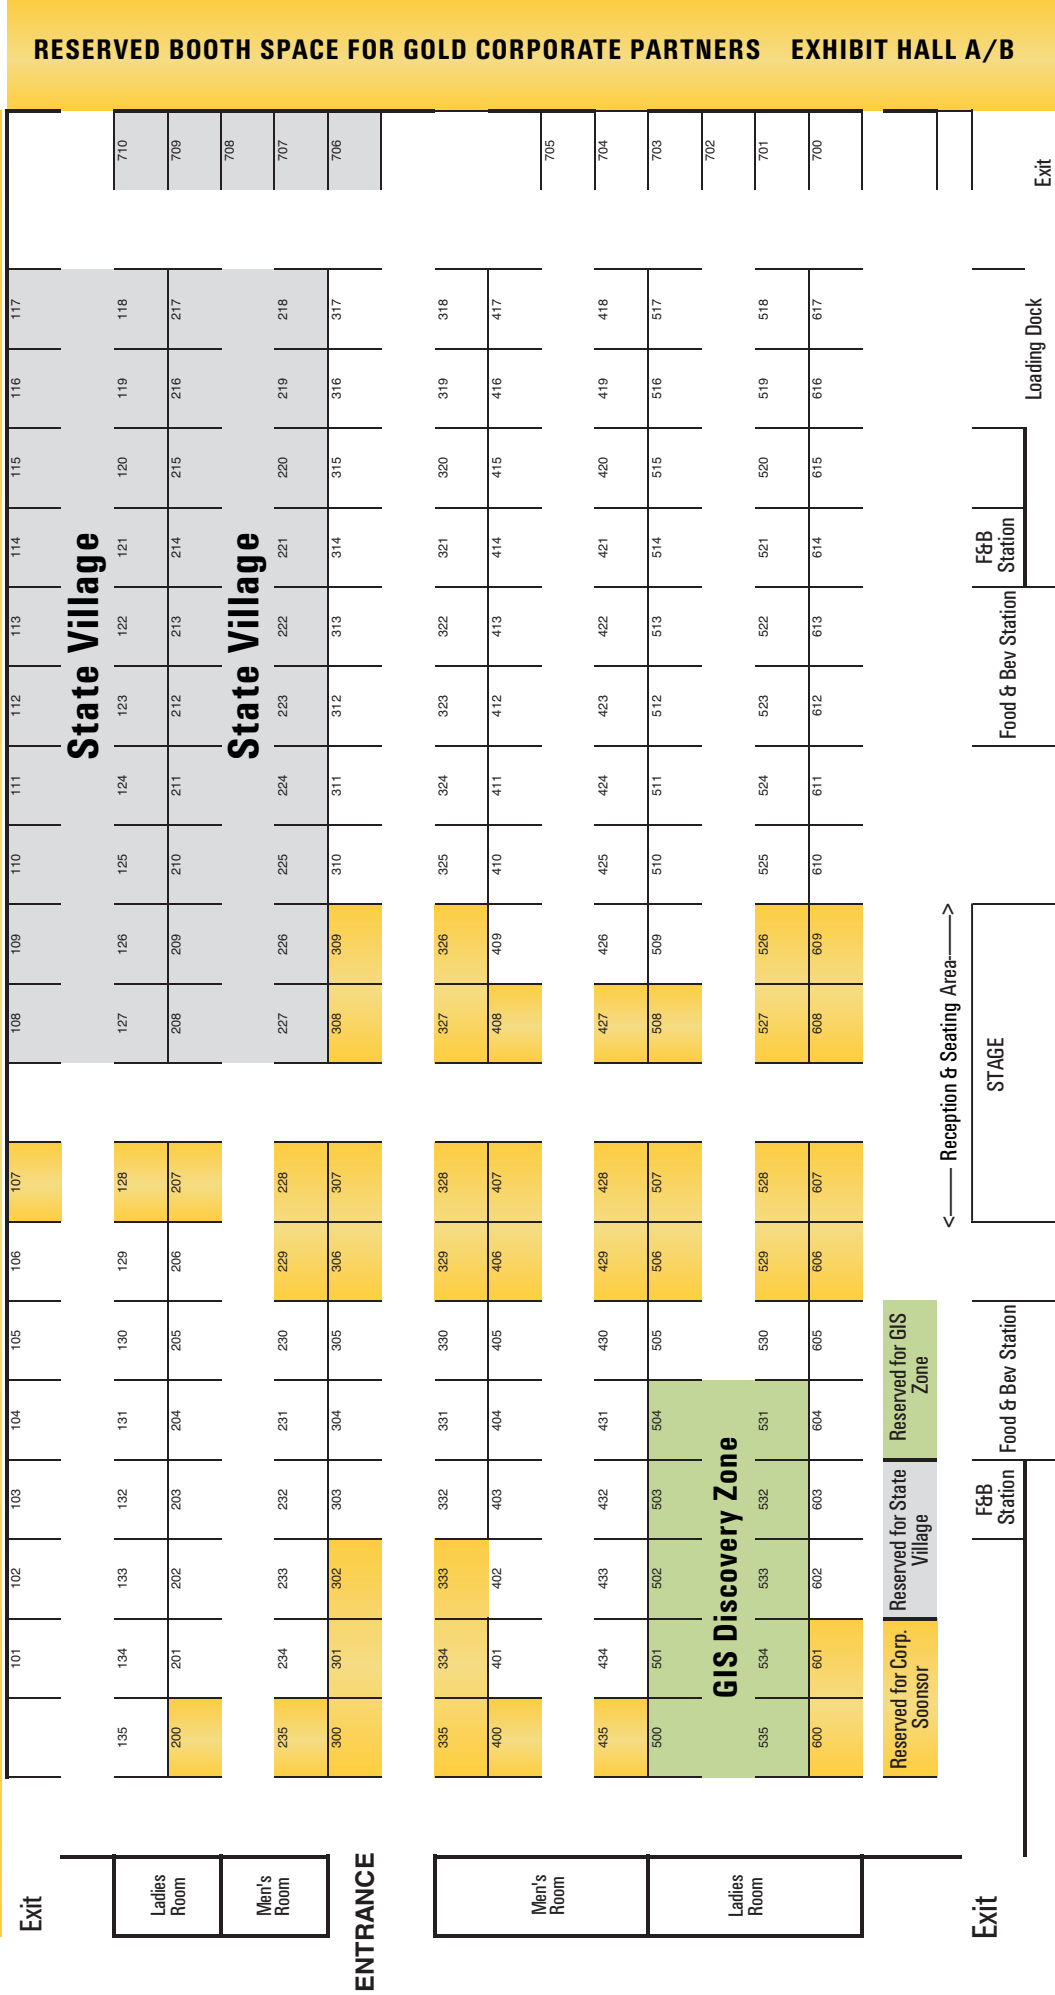 RESERVED BOOTH SPACE FOR GOLD CORPORATE PARTNERS EXHIBIT HALL A/B
710 709 708 707 706 705 704 703 702 701 700
Exit
117 118 217 218 317 318 417 418 517 518 617
Loading Dock
116 119 216 219 316 319 416 419 516 519 616
115 120 215 220 315 320 415 420 515 520 615
114 121 214 221 314 321 414 421 514 521 614
F&B
Station
113 122 213 222 313 322 413 422 513 522 613
State Village
State Village
112 123 212 223 312 323 412 423 512 523 612
Food & Bev Station
111 124 211 224 311 324 411 424 511 524 611
110 125 210 225 310 325 410 425 510 525 610
109 126 209 226 309 326 409 426 509 526 609
108 127 208 227 308 327 408 427 508 527 608
<—— Reception & Seating Area——>
STAGE
107 128 207 228 307 328 407 428 507 528 607
106 129 206 229 306 329 406 429 506 529 606
105 130 205 230 305 330 405 430 505 530 605
104 131 204 231 304 331 404 431 504 531 604
Reserved for GIS
Zone
Food & Bev Station
103 132 203 232 303 332 403 432 503 532 603
F&B
Station
GIS Discovery Zone
102 133 202 233 302 333 402 433 502 533 602
Reserved for State
Village
101 134 201 234 301 334 401 434 501 534 601
135 200 235 300 335 400 435 500 535 600
Reserved for Corp.
Soonsor
Exit
Ladies
Room
Men's
Room
ENTRANCE
Men's
Room
Ladies
Room
Exit